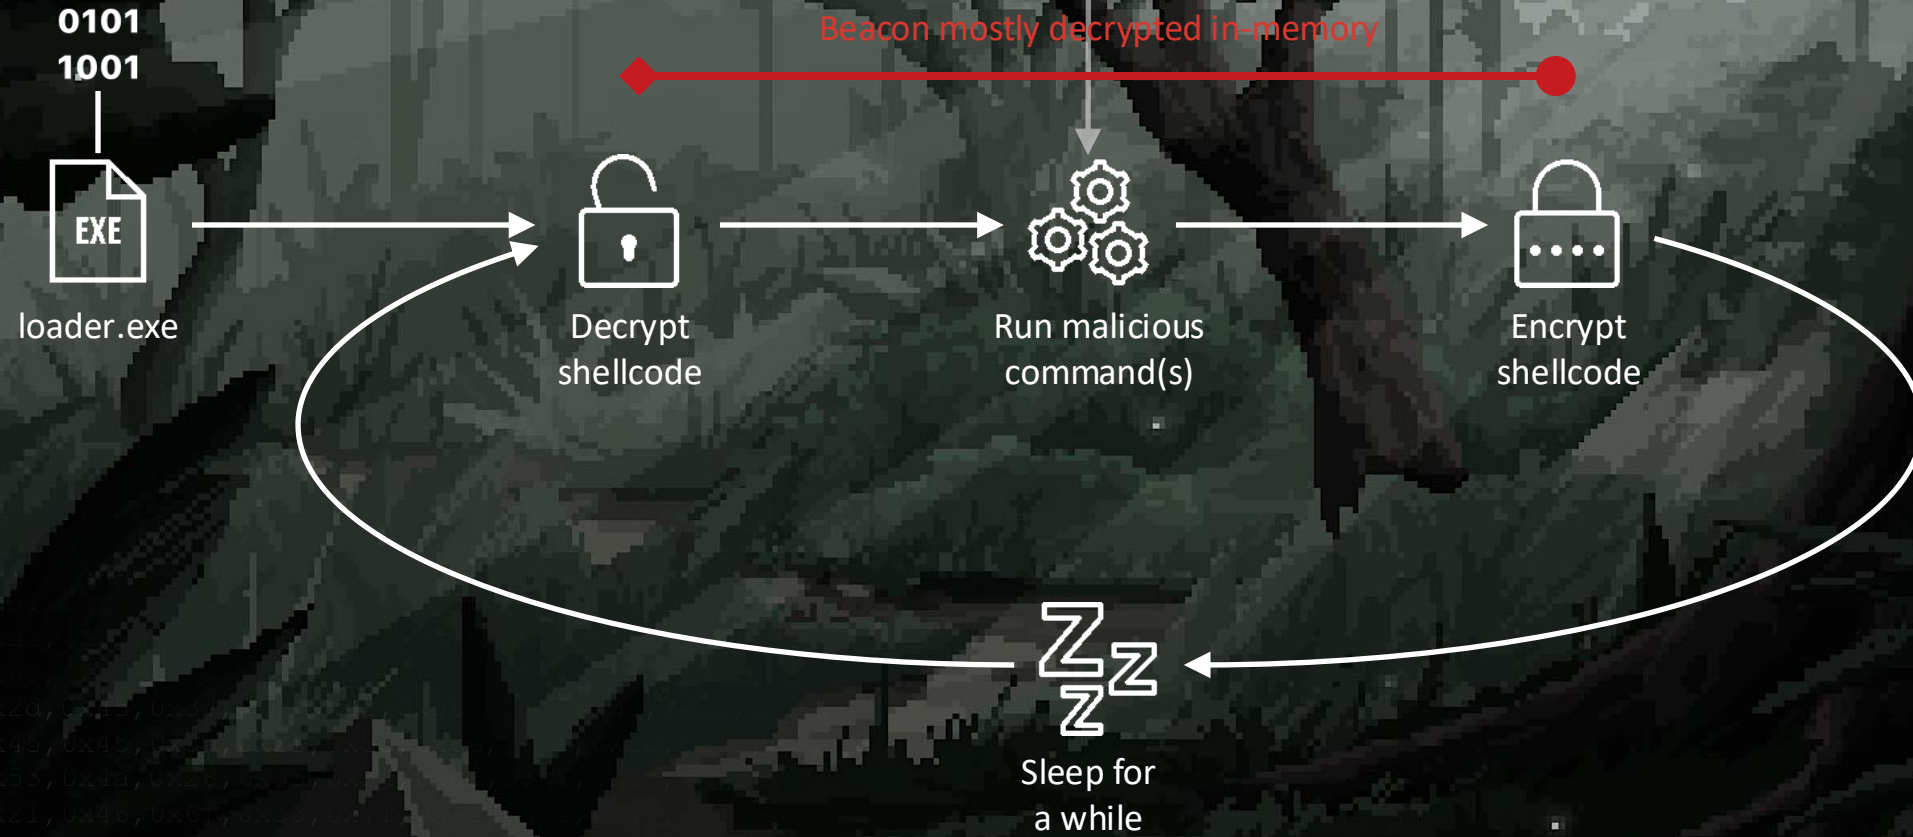 0101
1001
Beacon mostly decrypted in-memory
EXE
loader.exe
Decrypt
shellcode
Run malicious
command(s)
Encrypt
shellcode
Z
Z
Z
Sleep for
a while